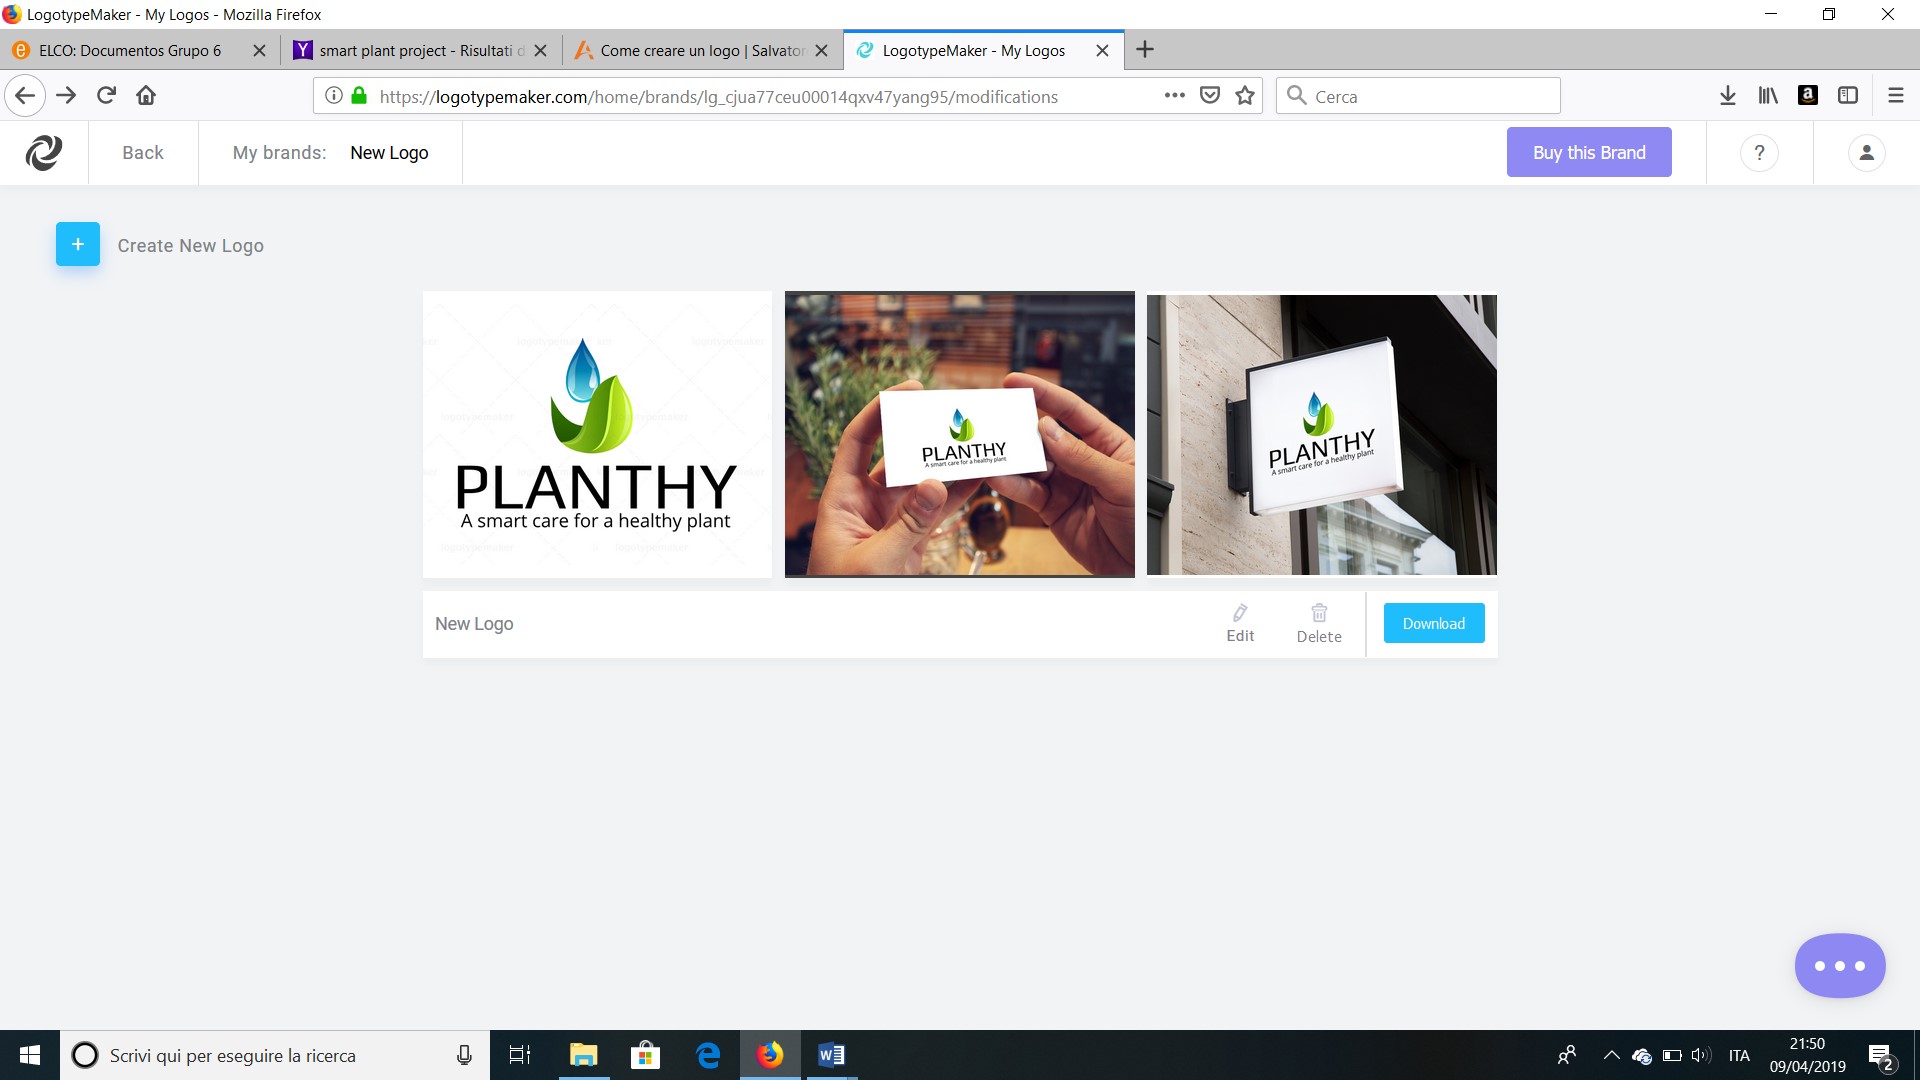 LogotypeMaker - My Logos - Mozilla Firefox
ELCO: Documentos Grupo 6
smart plant project - Risultati d
Come creare un logo | Salvator
LogotypeMaker - My Logos
https://logotypemaker.com/home/brands/lg_cjua77ceu00014qxv47yang95/modifications
Cerca
Back
My brands: New Logo
Buy this Brand
?
+ Create New Logo
PLANTHY
A smart care for a healthy plant
PLANTHY
A smart care for a healthy plant
PLANTHY
A smart care for a healthy plant
logotypemaker
logotypemaker
logotypemaker
logotypemaker
New Logo
Edit
Delete
Download
Scrivi qui per eseguire la ricerca
ITA
21:50
09/04/2019
2